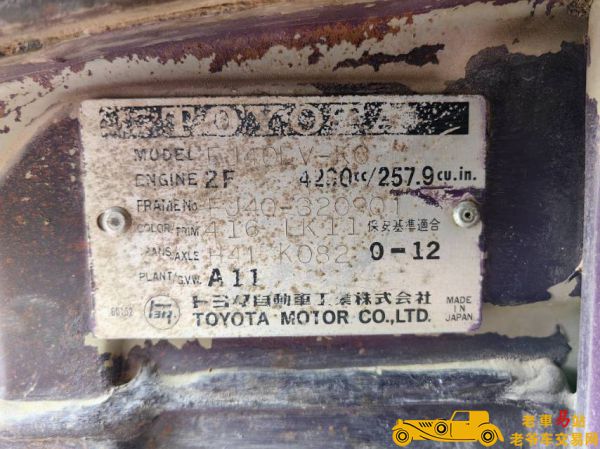 TOYOTA
MODEL FJ40LV-KC
ENGINE 2F 4230cc/257.9cu.in.
FRAME No FJ40-320901
COLOR/TRIM 416 LK11 保安基準適合
TRANS./AXLE H41 K082 0-12
PLANT/G.V.W. A11
トヨタ自動車工業株式会社
TOYOTA MOTOR CO.,LTD.
MADE IN JAPAN
老車易站
老爷车交易网